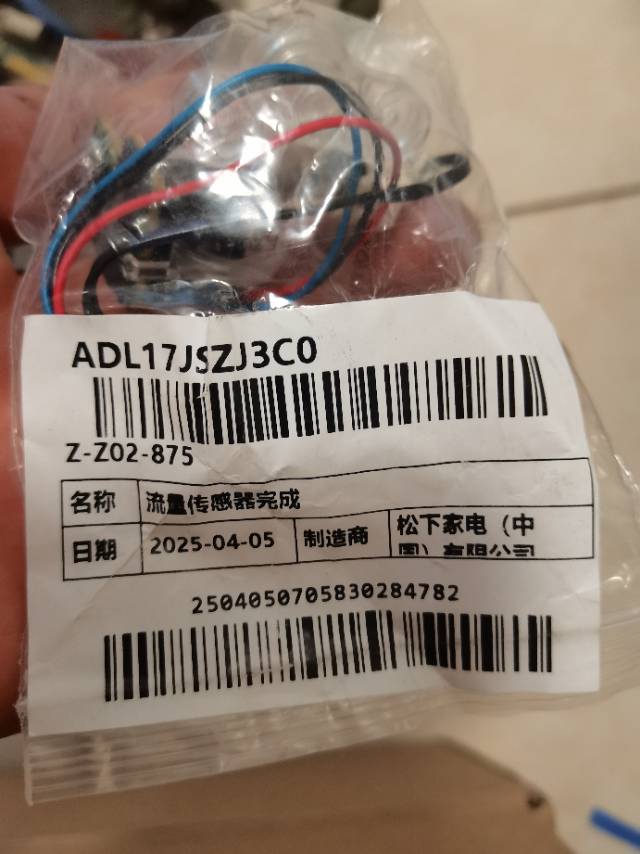 ADL17JSZJ3C0
Z-Z02-875
名称 流量传感器完成
日期 2025-04-05 制造商 松下家电（中
国）有限公司
2504050705830284782